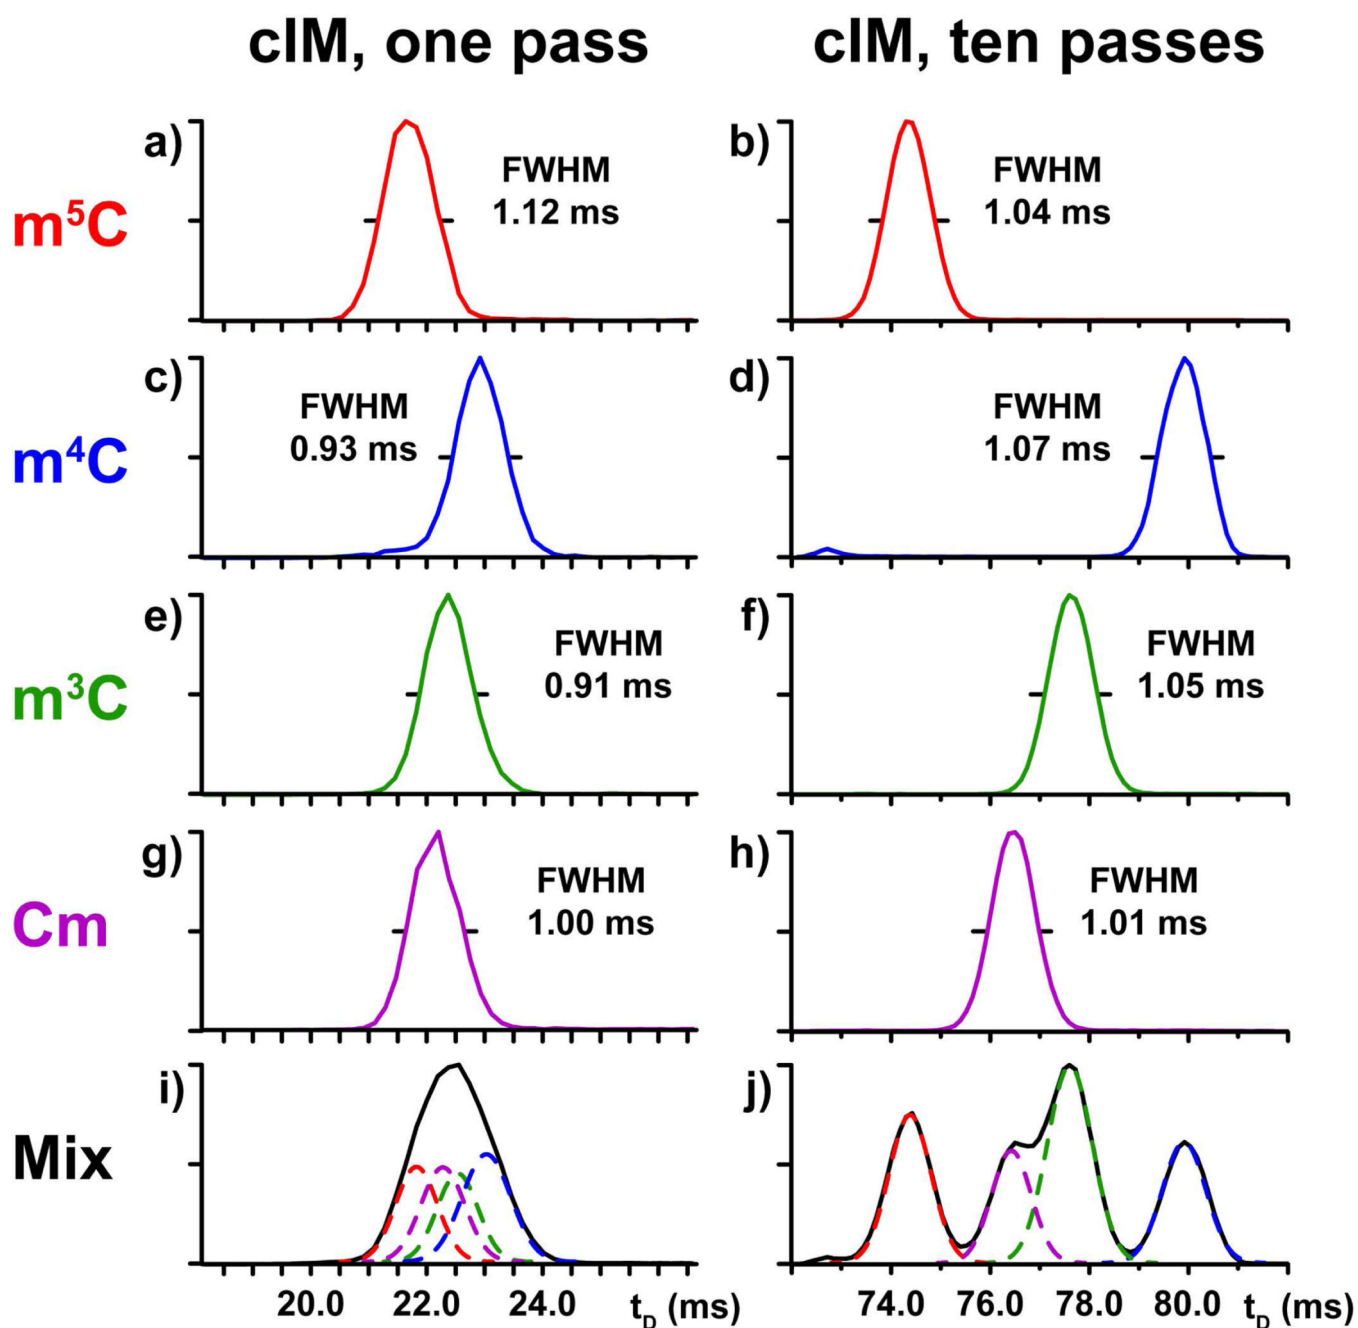 cIM, one pass
cIM, ten passes
a)
FWHM
1.12 ms
b)
FWHM
1.04 ms
m⁵C
c)
FWHM
0.93 ms
d)
FWHM
1.07 ms
m⁴C
e)
FWHM
0.91 ms
f)
FWHM
1.05 ms
m³C
g)
FWHM
1.00 ms
h)
FWHM
1.01 ms
Cm
i)
j)
Mix
20.0 22.0 24.0 t_D (ms)
74.0 76.0 78.0 80.0 t_D (ms)